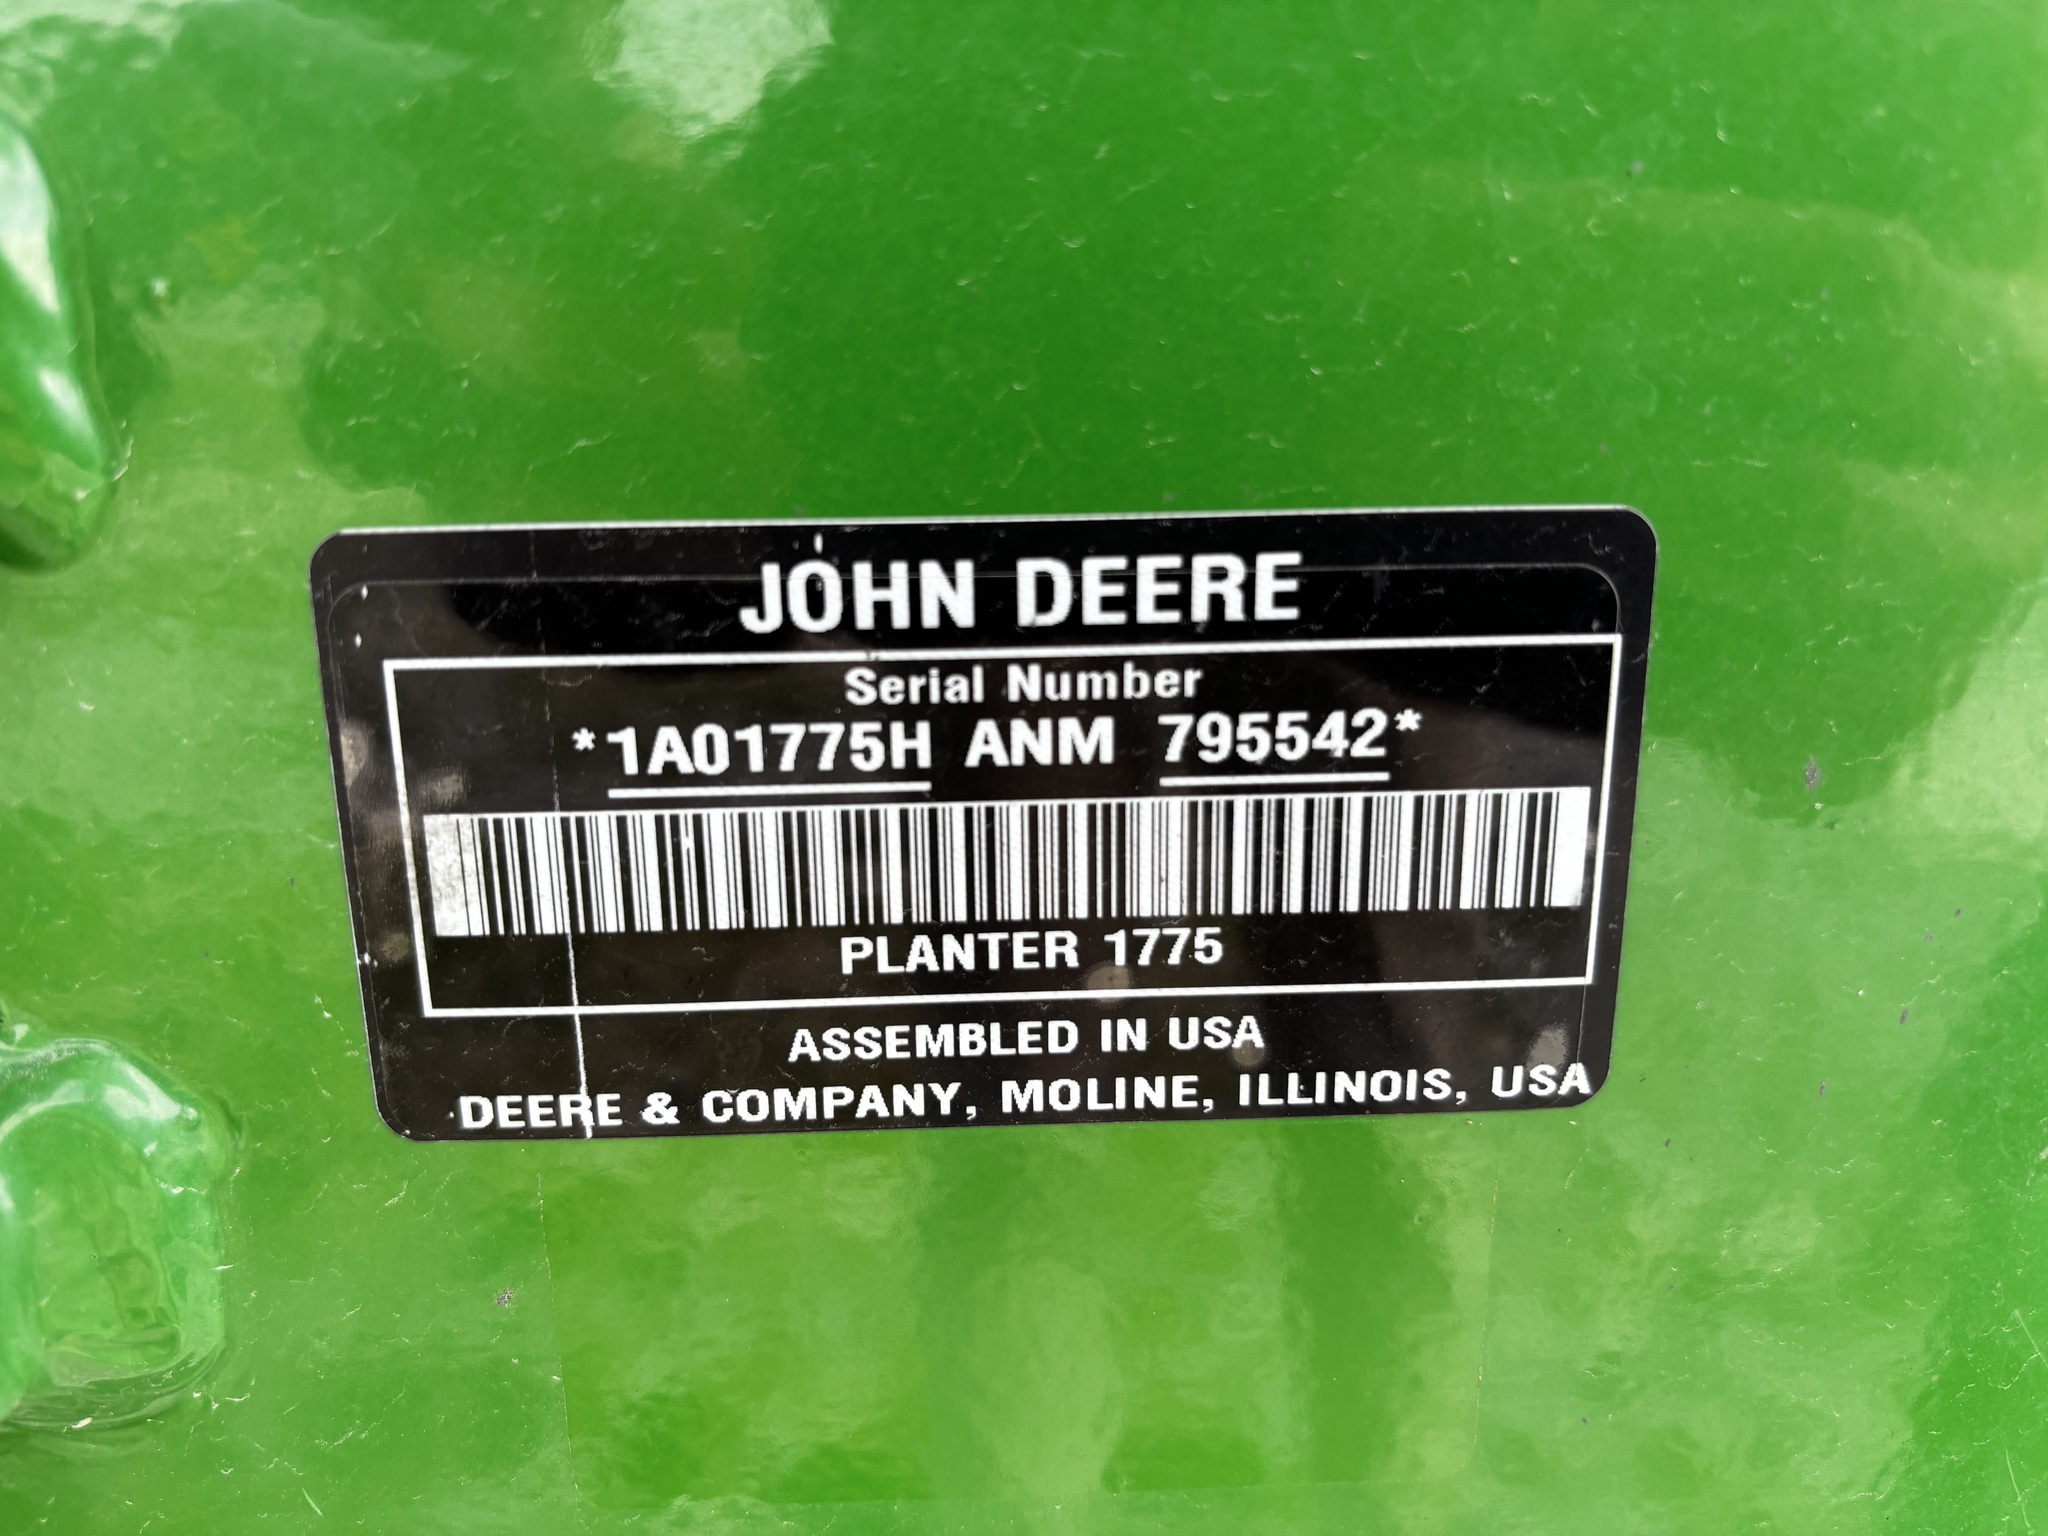 JOHN DEERE
Serial Number
*1A01775H ANM 795542*
PLANTER 1775
ASSEMBLED IN USA
DEERE & COMPANY, MOLINE, ILLINOIS, USA